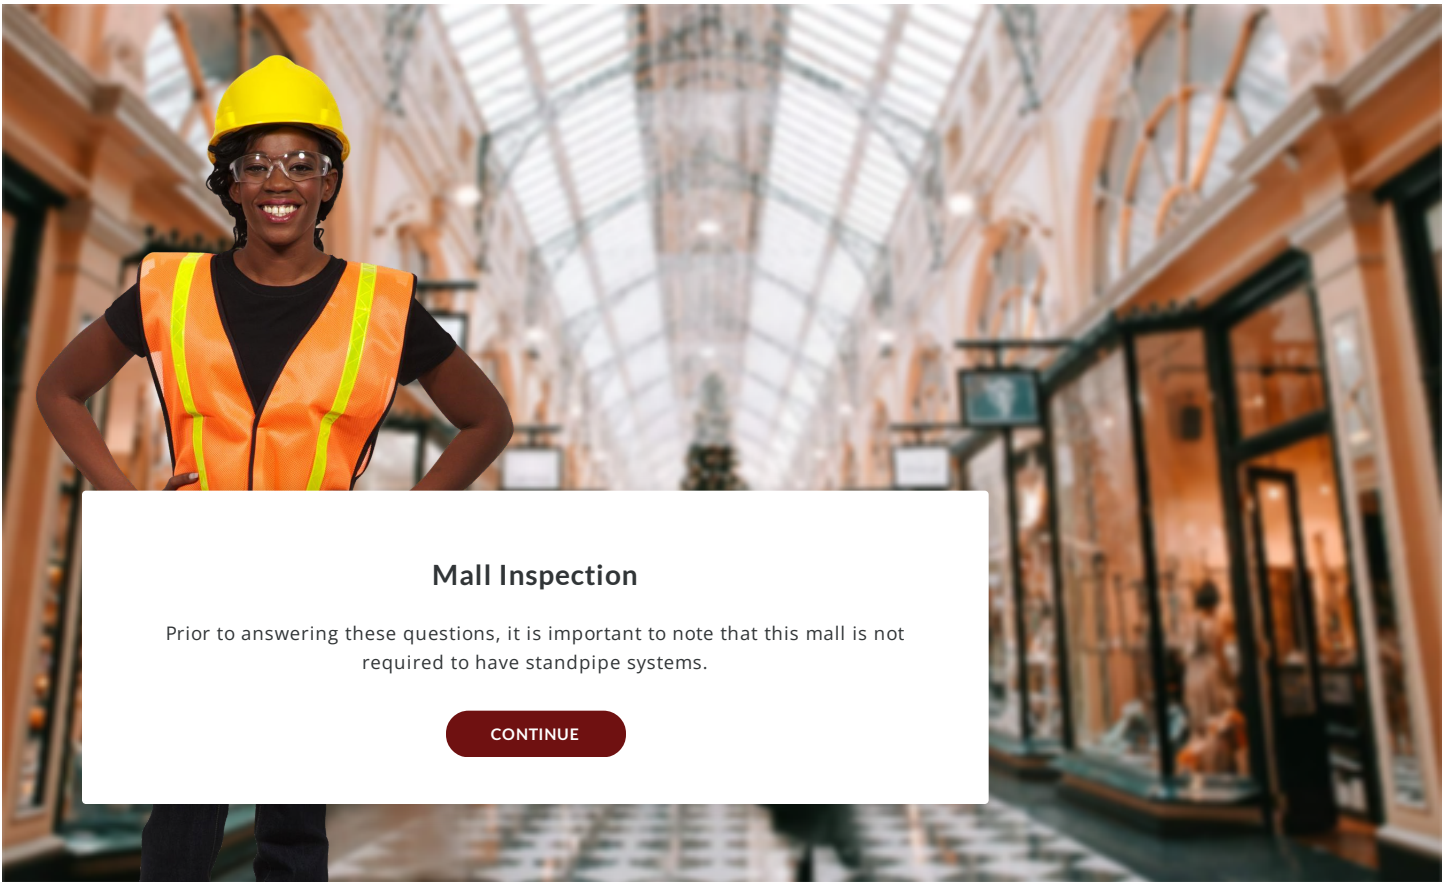 Mall Inspection
Prior to answering these questions, it is important to note that this mall is not
required to have standpipe systems.
CONTINUE